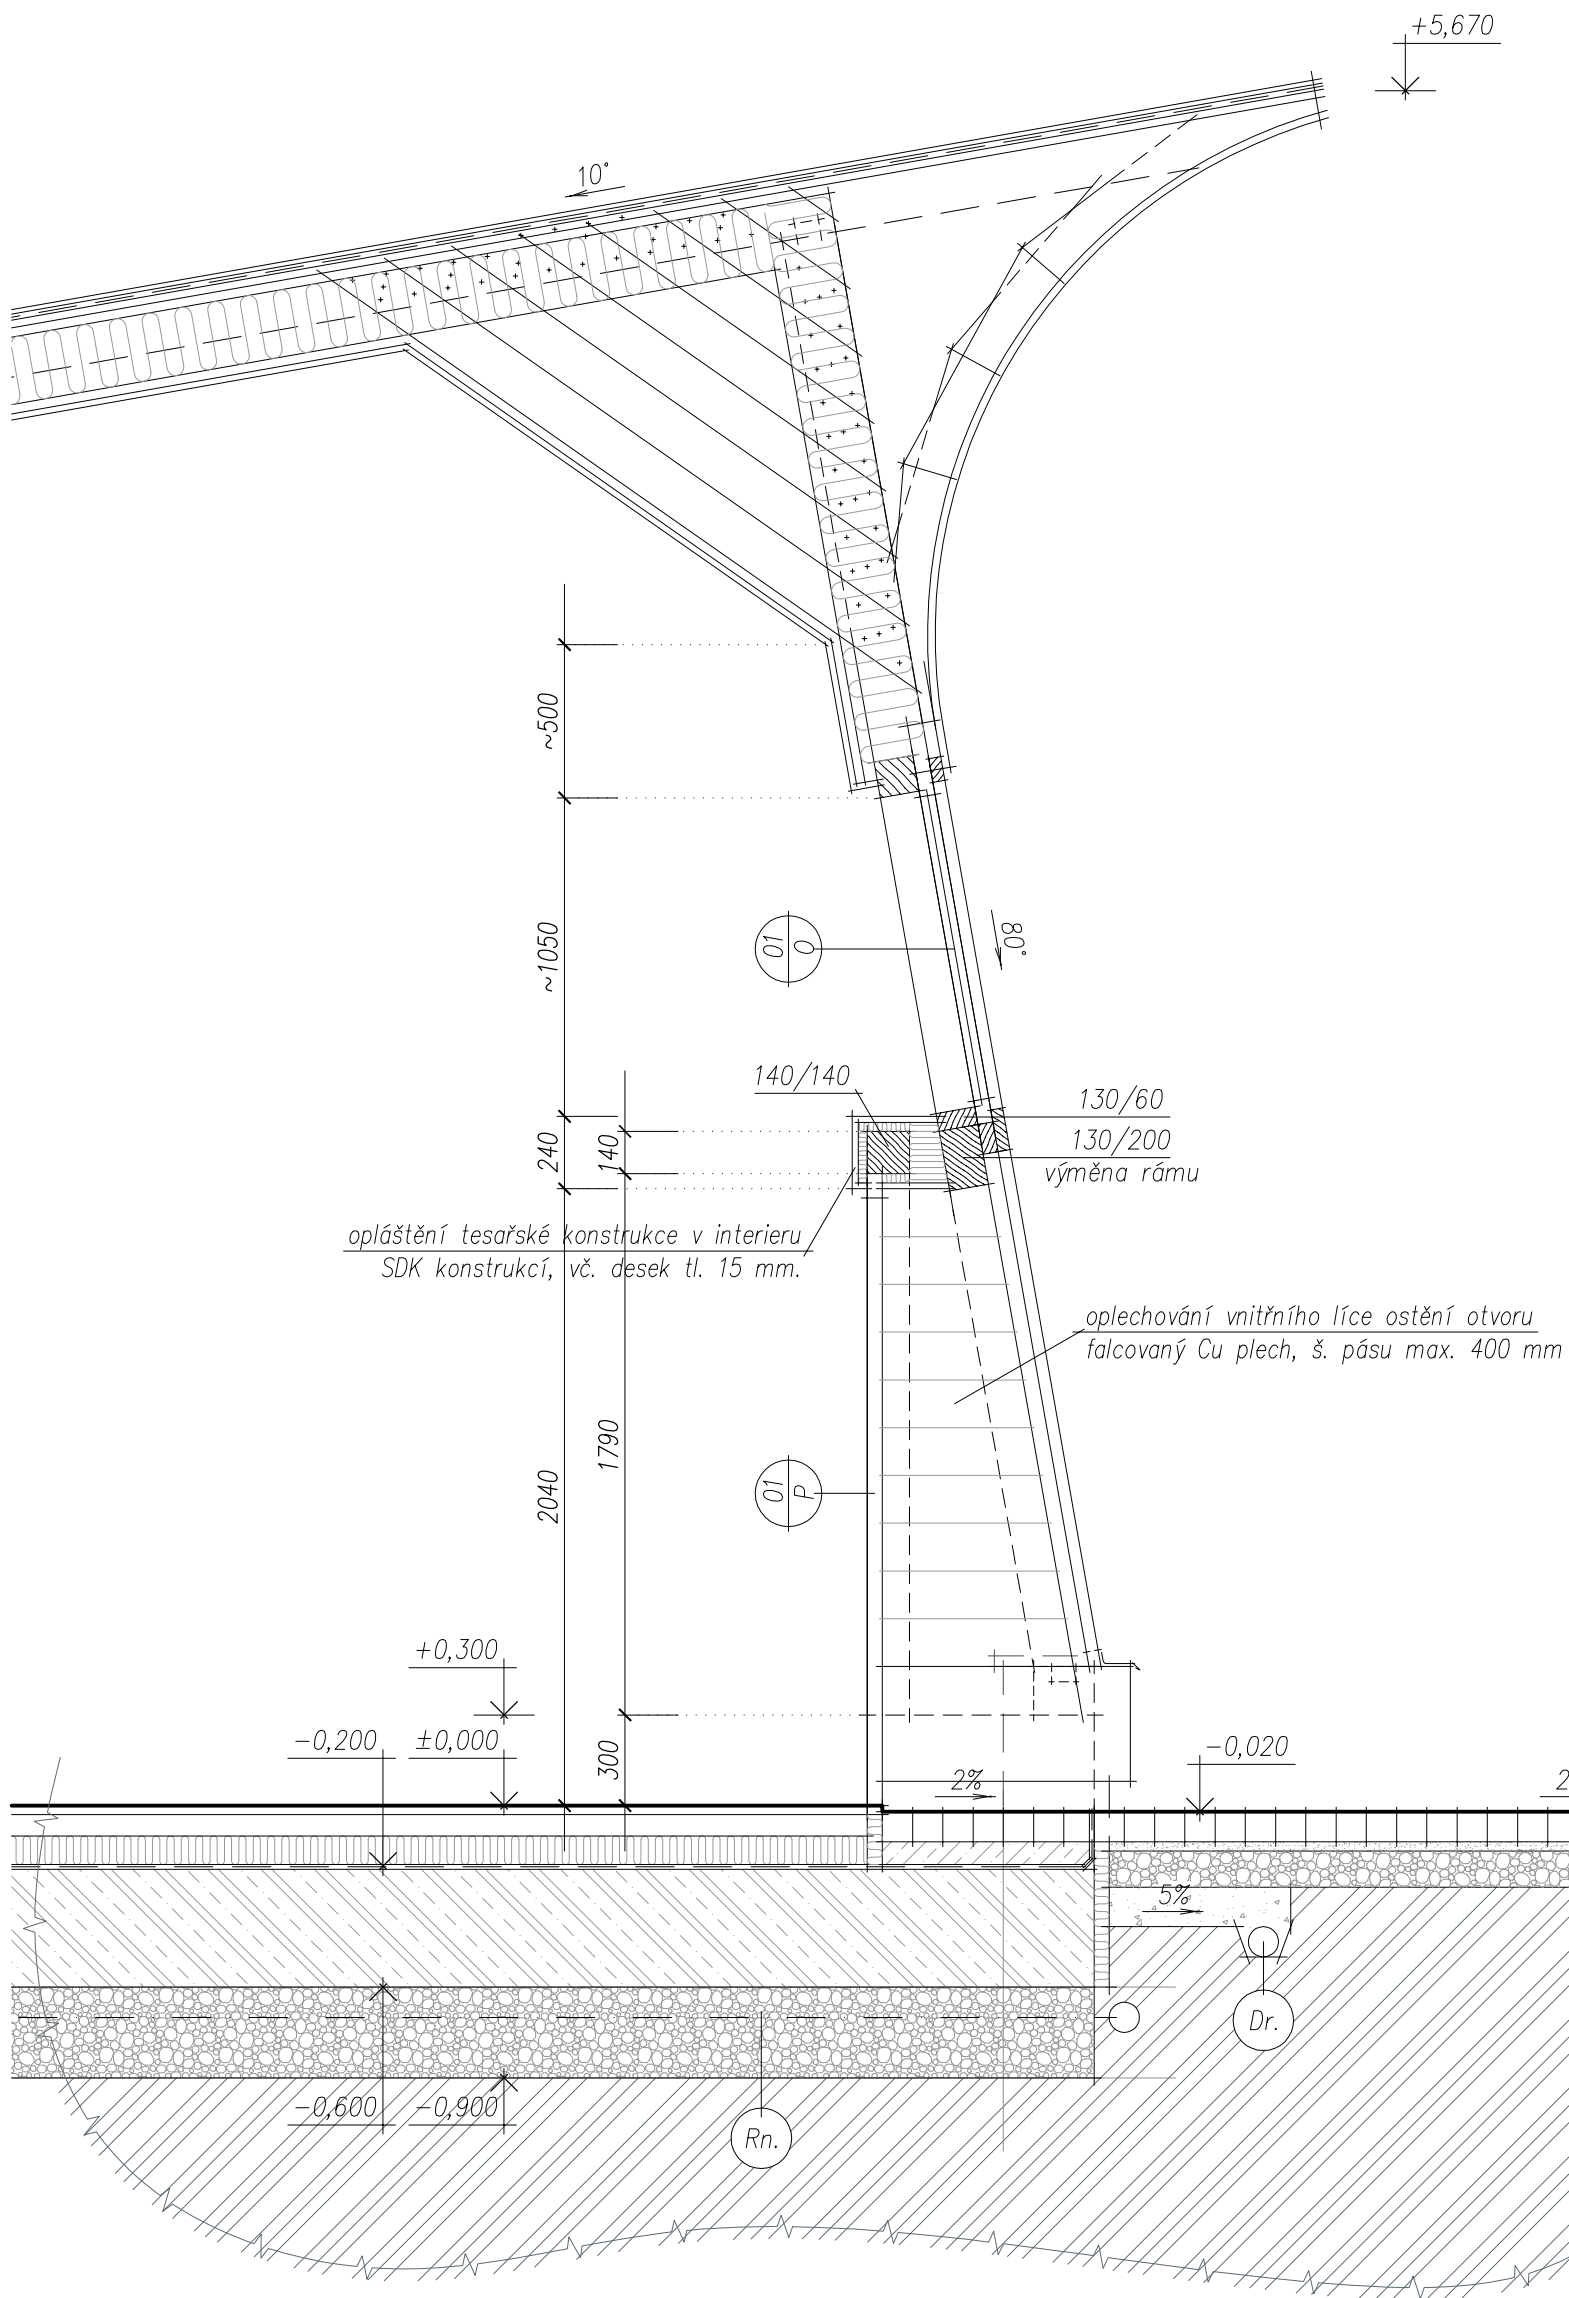 +5,670
10°
~500
~1050
01
O
80°
140/140
130/60
240
140
130/200
výměna rámu
opláštění tesařské konstrukce v interieru
SDK konstrukcí, vč. desek tl. 15 mm.
oplechování vnitřního líce ostění otvoru
falcovaný Cu plech, š. pásu max. 400 mm
1790
2040
01
P
+0,300
-0,200
±0,000
300
-0,020
2%
2
5%
Dr.
-0,600
-0,900
Rn.